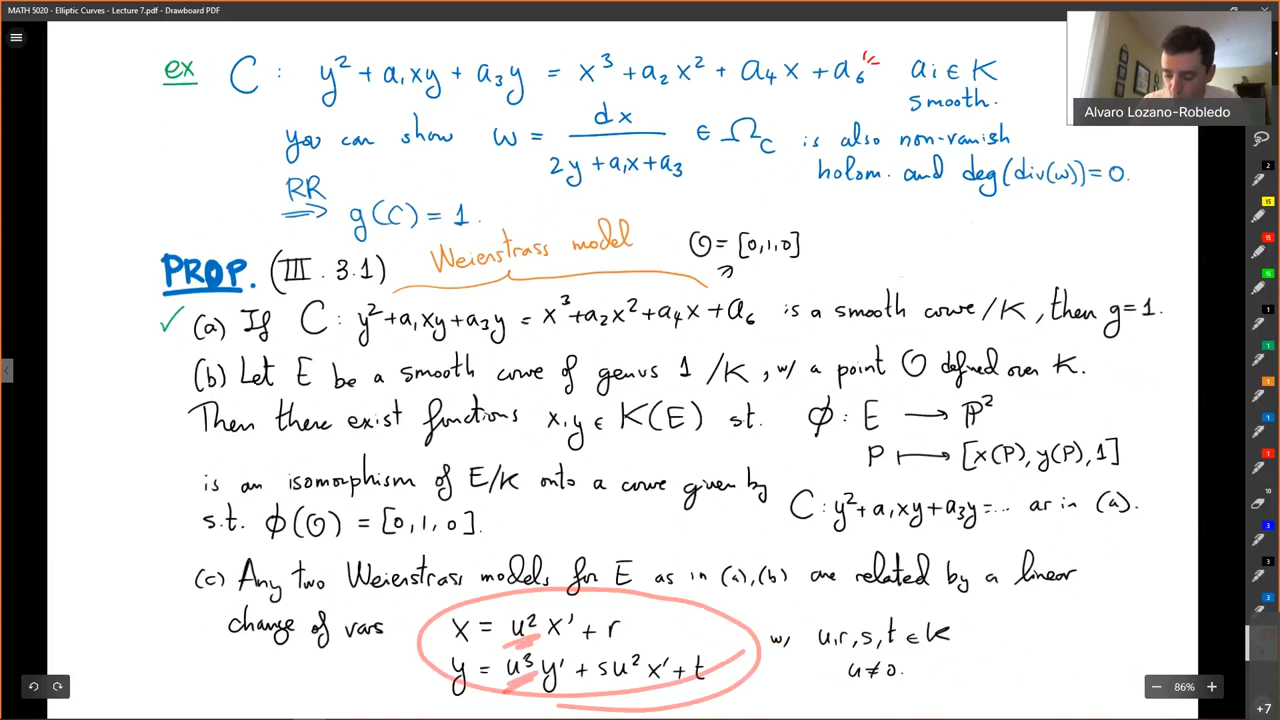 MATH 5020 - Elliptic Curves - Lecture 7.pdf - Drawboard PDF
ex C : y² + a₁xy + a₃y = x³ + a₂x² + a₄x + a₆ aᵢ ∈ K
smooth.
you can show ω = dx / (2y + a₁x + a₃) ∈ Ω_C is also non-vanish
holom. and deg(div(ω)) = 0.
RR
⟹ g(C) = 1.
Alvaro Lozano-Robledo
Weierstrass model O = [0,1,0]
PROP. (III. 3.1)
✓ (a) If C : y² + a₁xy + a₃y = x³ + a₂x² + a₄x + a₆ is a smooth curve /K, then g=1.
(b) Let E be a smooth curve of genus 1 /K, w/ a point O defined over K.
Then there exist functions x,y ∈ K(E) st. ϕ : E ⟶ ℙ²
P ⟼ [x(P), y(P), 1]
is an isomorphism of E/K onto a curve given by C : y² + a₁xy + a₃y = ... as in (a).
s.t. ϕ(O) = [0,1,0].
(c) Any two Weierstrass models for E as in (a),(b) are related by a linear
change of vars x = u²x' + r w/ u,r,s,t ∈ K
y = u³y' + su²x' + t u≠0.
86%
+7